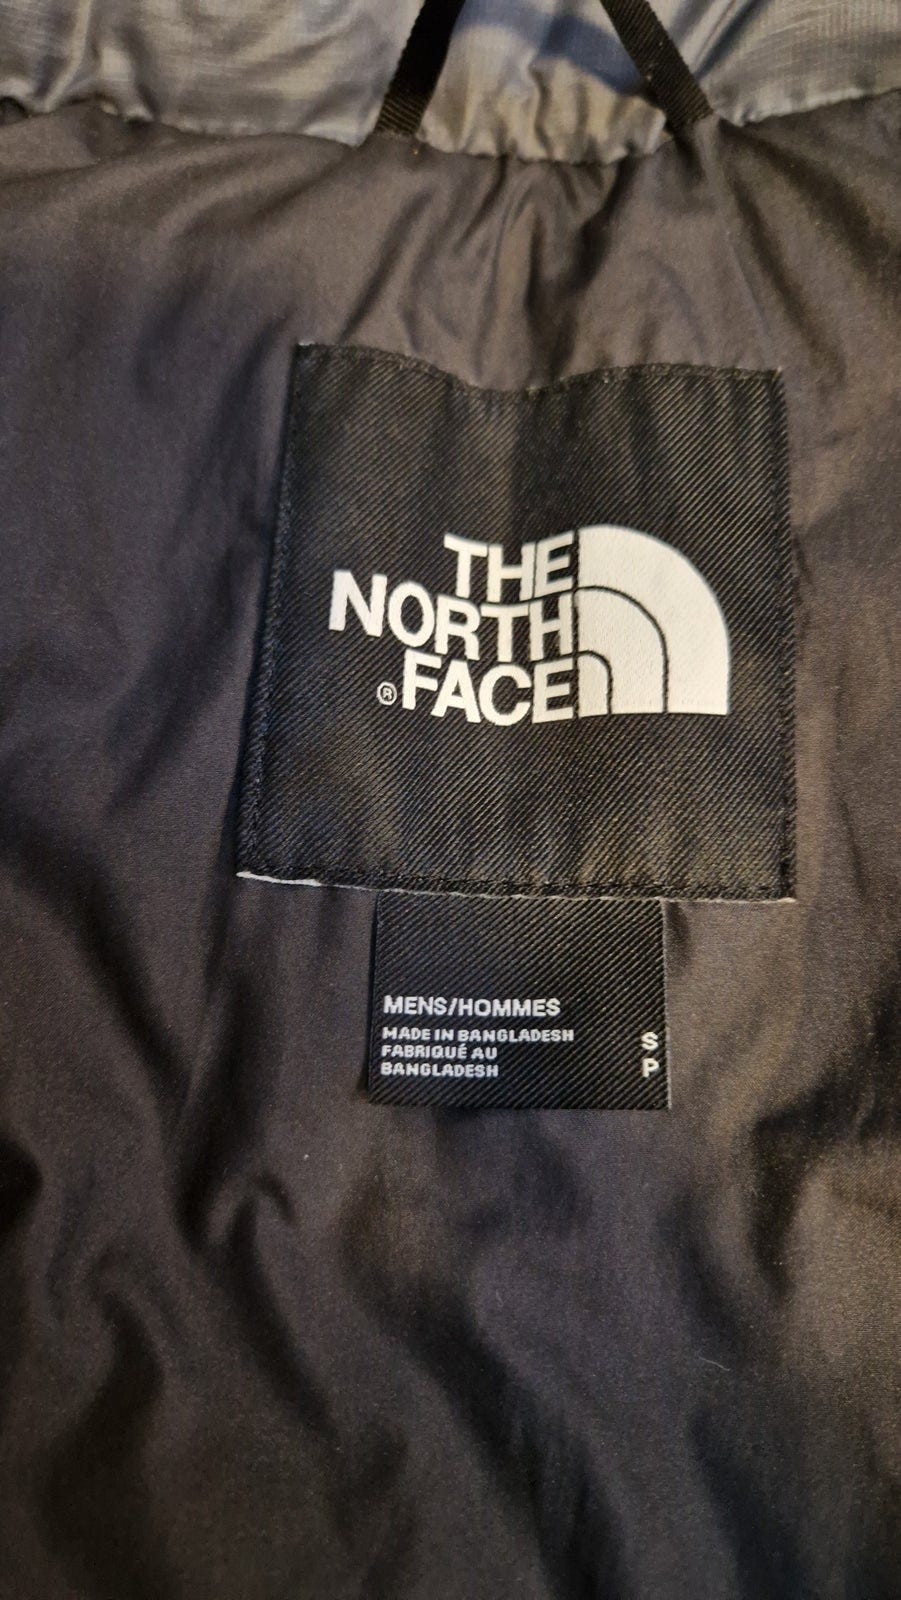 THE
NORTH
® FACE
MENS/HOMMES
MADE IN BANGLADESH
FABRIQUÉ AU
BANGLADESH
S
P